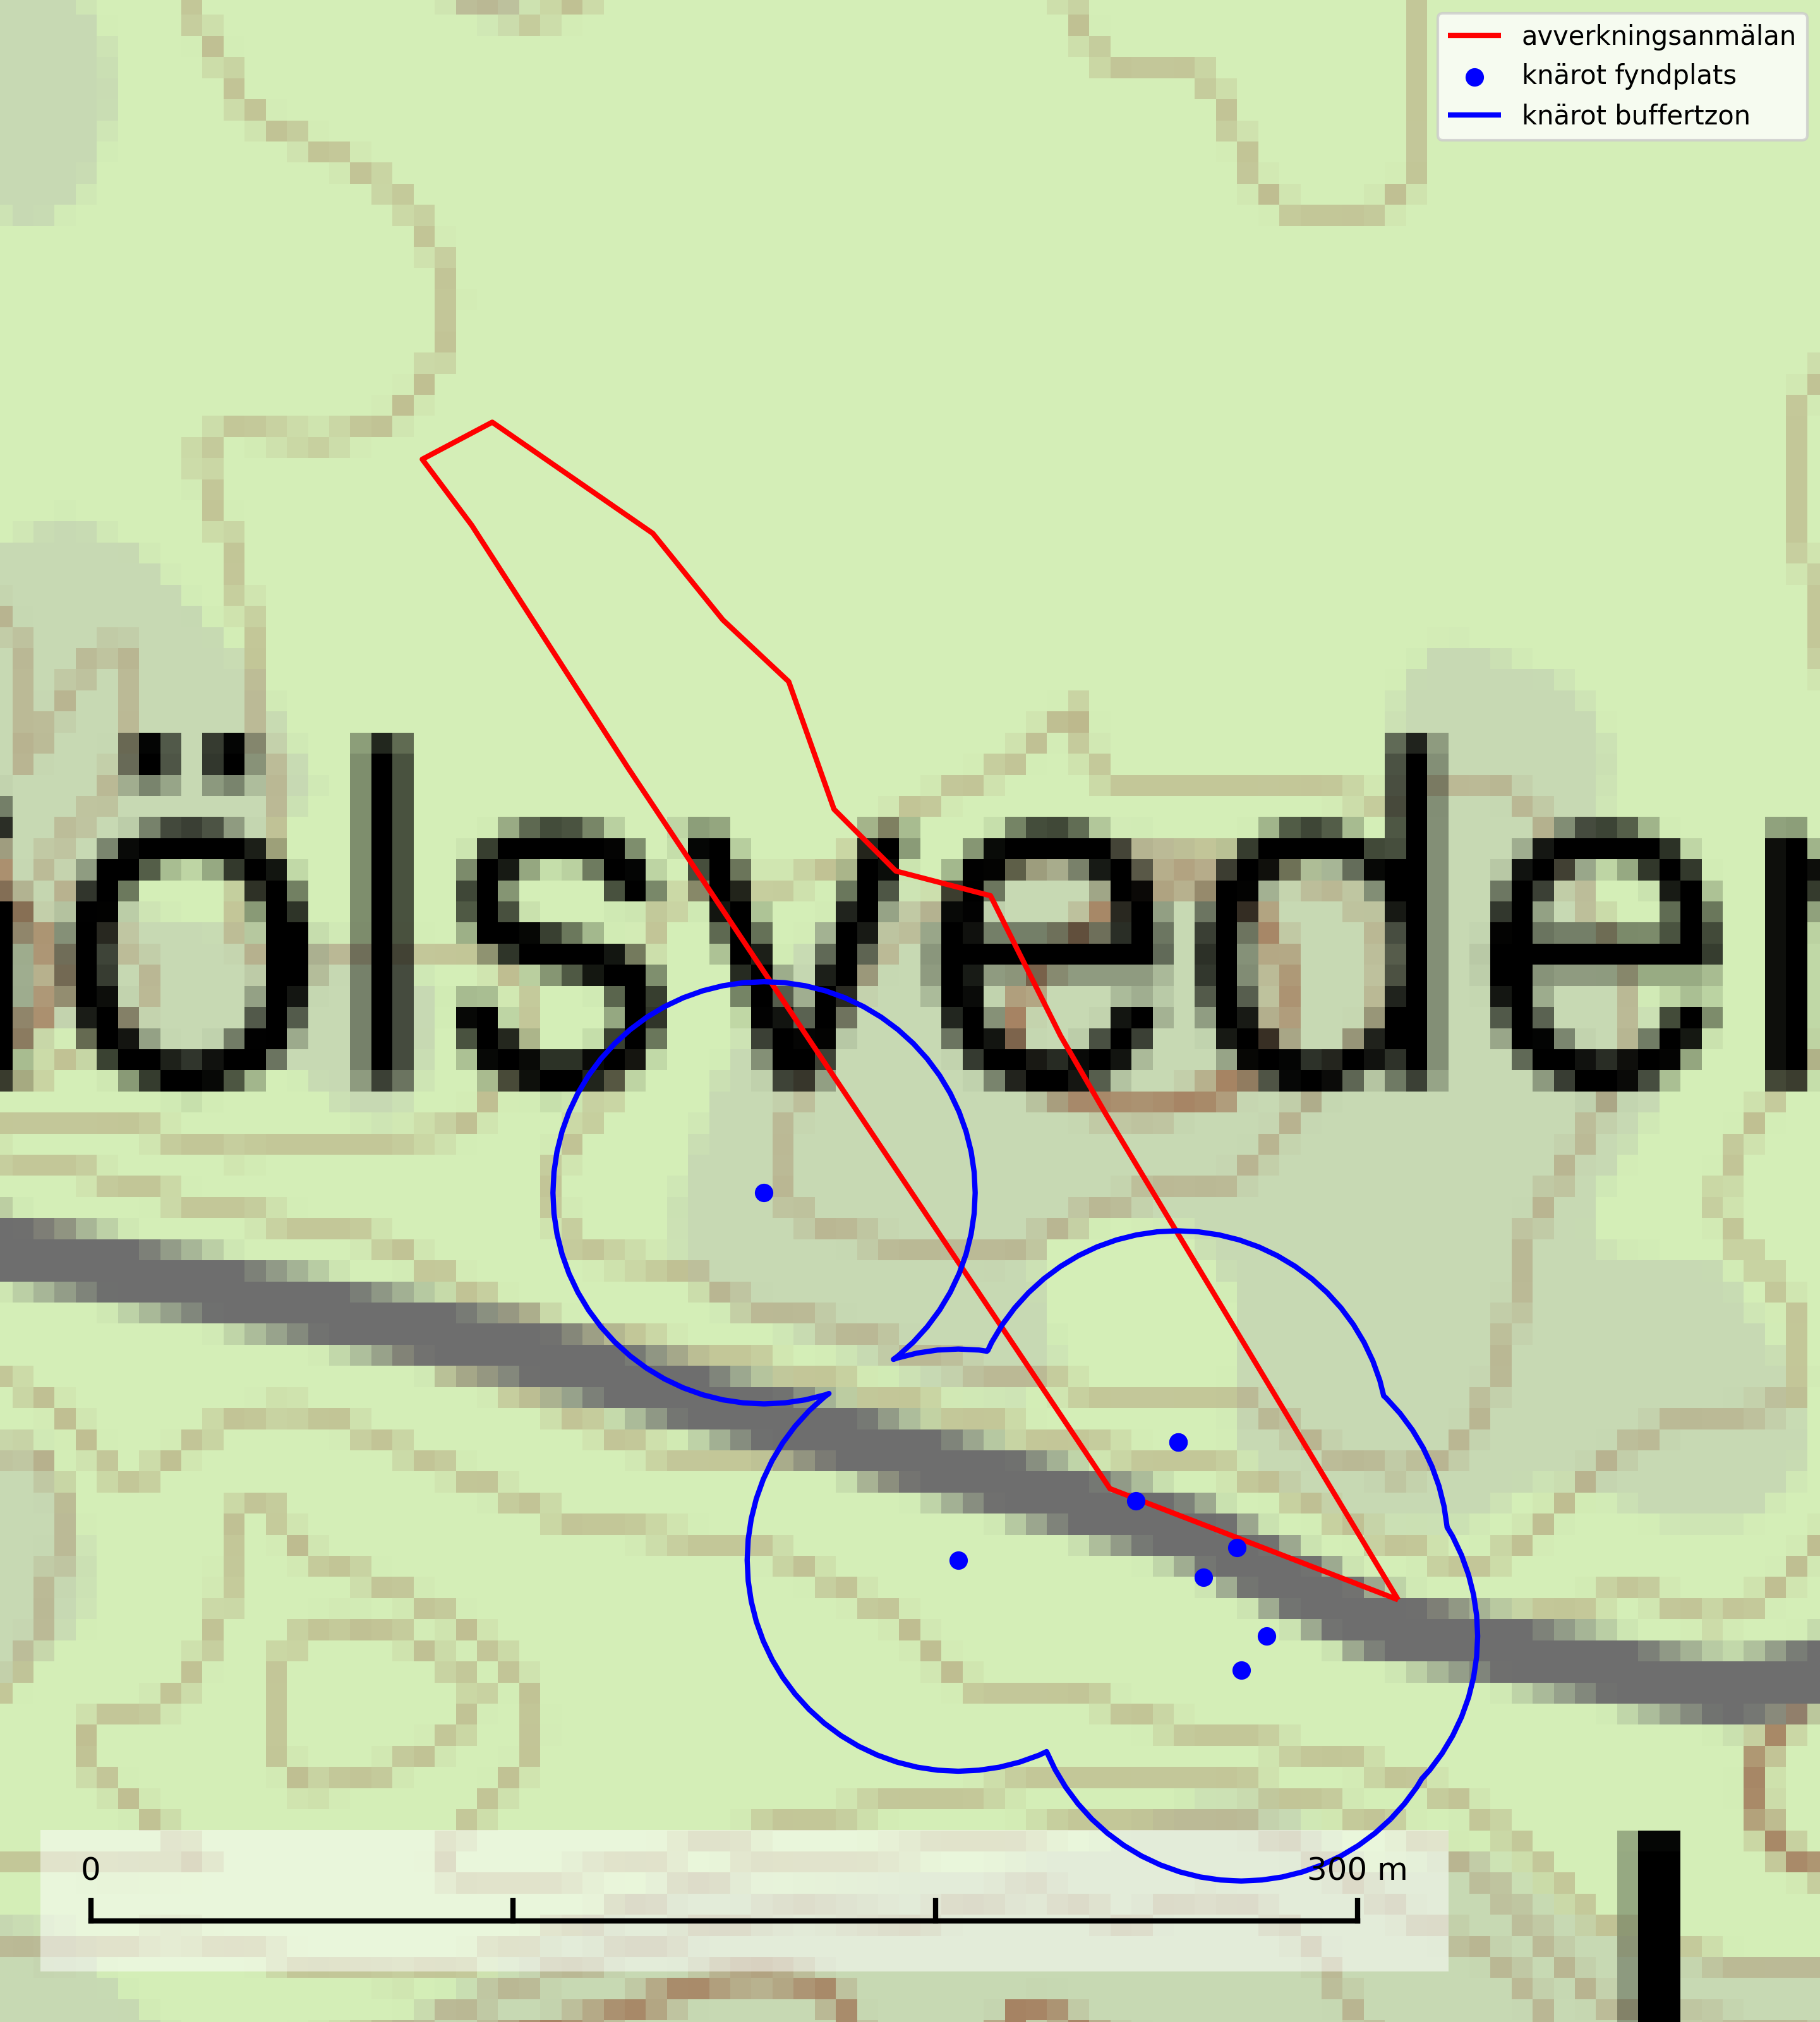 avverkningsanmälan
knärot fyndplats
knärot buffertzon
ölsveden
0
300 m